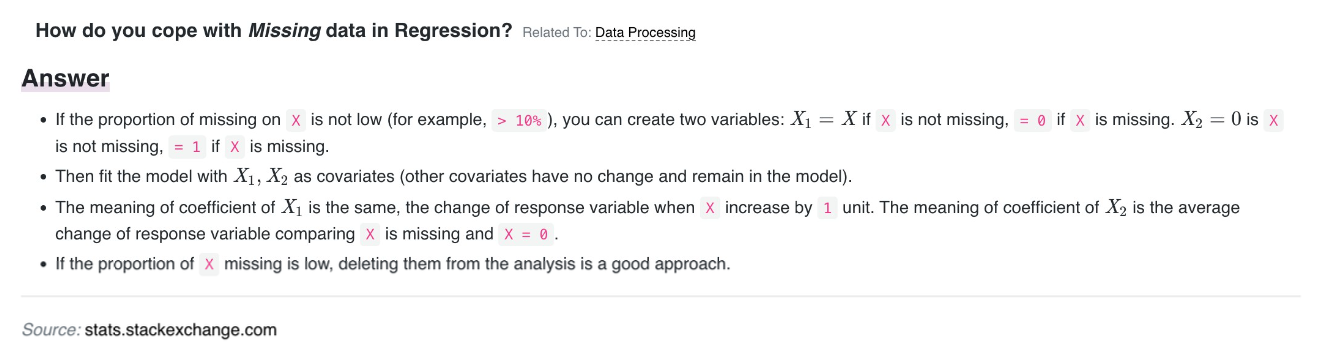 How do you cope with Missing data in Regression? Related To: Data Processing
Answer
• If the proportion of missing on X is not low (for example, > 10% ), you can create two variables: X₁ = X if X is not missing, = 0 if X is missing. X₂ = 0 is X
is not missing, = 1 if X is missing.
• Then fit the model with X₁, X₂ as covariates (other covariates have no change and remain in the model).
• The meaning of coefficient of X₁ is the same, the change of response variable when X increase by 1 unit. The meaning of coefficient of X₂ is the average
change of response variable comparing X is missing and X = 0 .
• If the proportion of X missing is low, deleting them from the analysis is a good approach.
Source: stats.stackexchange.com